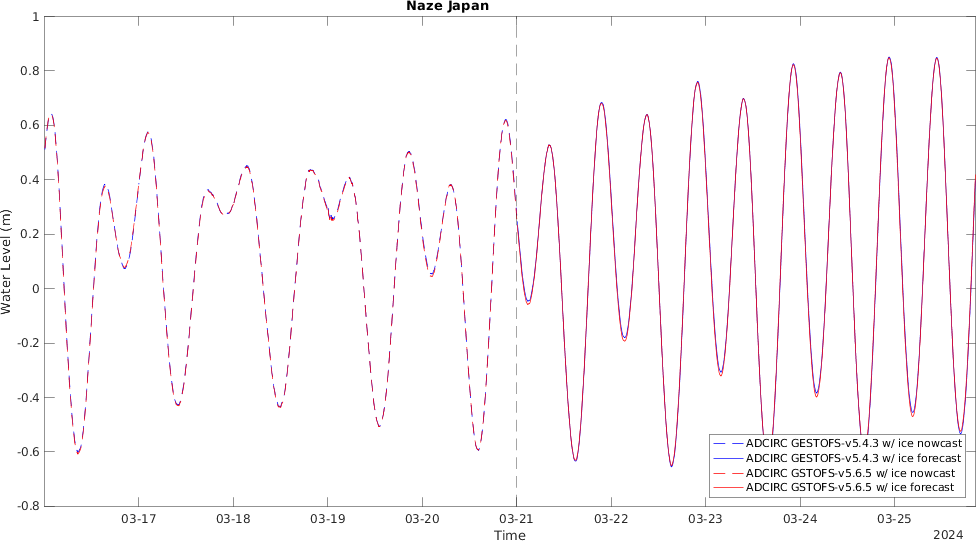 Naze Japan
1
0.8
0.6
0.4
0.2
0
-0.2
-0.4
-0.6
-0.8
Water Level (m)
ADCIRC GESTOFS-v5.4.3 w/ ice nowcast
ADCIRC GESTOFS-v5.4.3 w/ ice forecast
ADCIRC GSTOFS-v5.6.5 w/ ice nowcast
ADCIRC GSTOFS-v5.6.5 w/ ice forecast
03-17 03-18 03-19 03-20 03-21 03-22 03-23 03-24 03-25
Time
2024